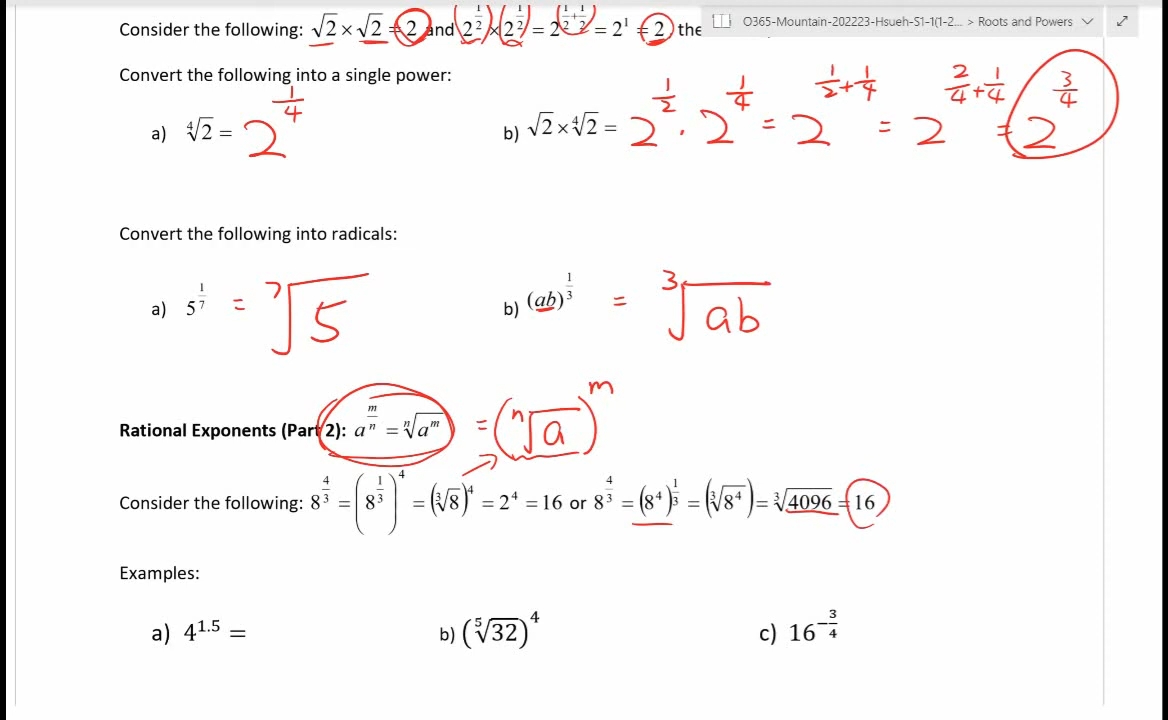 O365-Mountain-202223-Hsueh-S1-1(1-2... > Roots and Powers
Consider the following: √2 × √2 = 2 and (2^(1/2))×(2^(1/2)) = 2^(1/2+1/2) = 2^1 = 2 the
Convert the following into a single power:
a) ∜2 = 2^(1/4)
b) √2 × ∜2 = 2^(1/2) · 2^(1/4) = 2^(1/2+1/4) = 2^(2/4+1/4) = 2^(3/4)
Convert the following into radicals:
a) 5^(1/7) = ⁷√5
b) (ab)^(1/3) = ³√ab
Rational Exponents (Part 2): a^(m/n) = ⁿ√(a^m) = (ⁿ√a)^m
Consider the following: 8^(4/3) = (8^(1/3))^4 = (³√8)^4 = 2^4 = 16 or 8^(4/3) = (8^4)^(1/3) = (³√8^4) = ³√4096 = 16
Examples:
a) 4^1.5 =
b) (⁵√32)^4
c) 16^(-3/4)